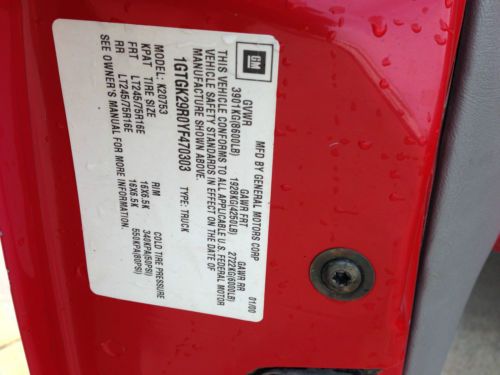 GM
MFD BY GENERAL MOTORS CORP 01/00
GVWR GAWR FRT GAWR RR
3901KG(8600LB) 1928KG(4250LB) 2722KG(6000LB)
THIS VEHICLE CONFORMS TO ALL APPLICABLE U.S. FEDERAL MOTOR
VEHICLE SAFETY STANDARDS IN EFFECT ON THE DATE OF
MANUFACTURE SHOWN ABOVE.
1GTGK29R0YF470303 TYPE: TRUCK
MODEL: K20753
KPAT TIRE SIZE RIM COLD TIRE PRESSURE
FRT LT245/75R16E 16X6.5K 340KPA(50PSI)
RR LT245/75R16E 16X6.5K 550KPA(80PSI)
SEE OWNER'S MANUAL FOR MORE INFORMATION.